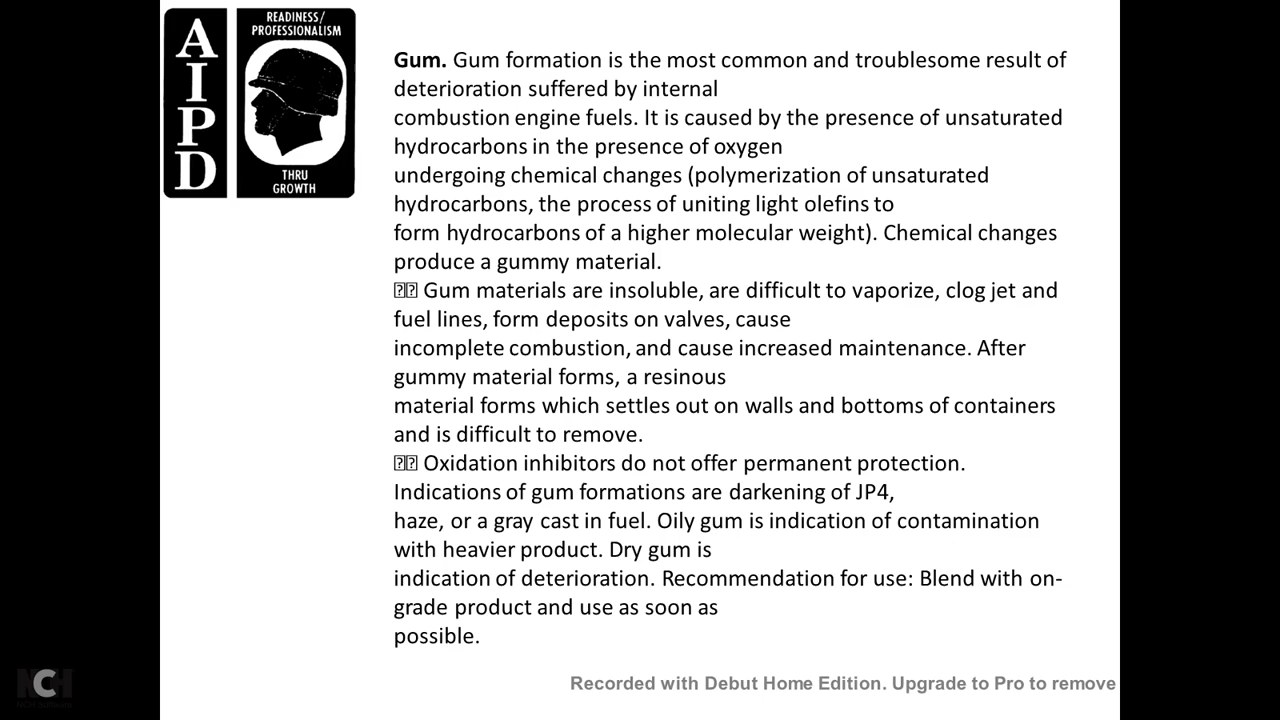 AIPD
READINESS/
PROFESSIONALISM
THRU
GROWTH
Gum. Gum formation is the most common and troublesome result of
deterioration suffered by internal
combustion engine fuels. It is caused by the presence of unsaturated
hydrocarbons in the presence of oxygen
undergoing chemical changes (polymerization of unsaturated
hydrocarbons, the process of uniting light olefins to
form hydrocarbons of a higher molecular weight). Chemical changes
produce a gummy material.
⍰⍰ Gum materials are insoluble, are difficult to vaporize, clog jet and
fuel lines, form deposits on valves, cause
incomplete combustion, and cause increased maintenance. After
gummy material forms, a resinous
material forms which settles out on walls and bottoms of containers
and is difficult to remove.
⍰⍰ Oxidation inhibitors do not offer permanent protection.
Indications of gum formations are darkening of JP4,
haze, or a gray cast in fuel. Oily gum is indication of contamination
with heavier product. Dry gum is
indication of deterioration. Recommendation for use: Blend with on-
grade product and use as soon as
possible.
NCH
Recorded with Debut Home Edition. Upgrade to Pro to remove